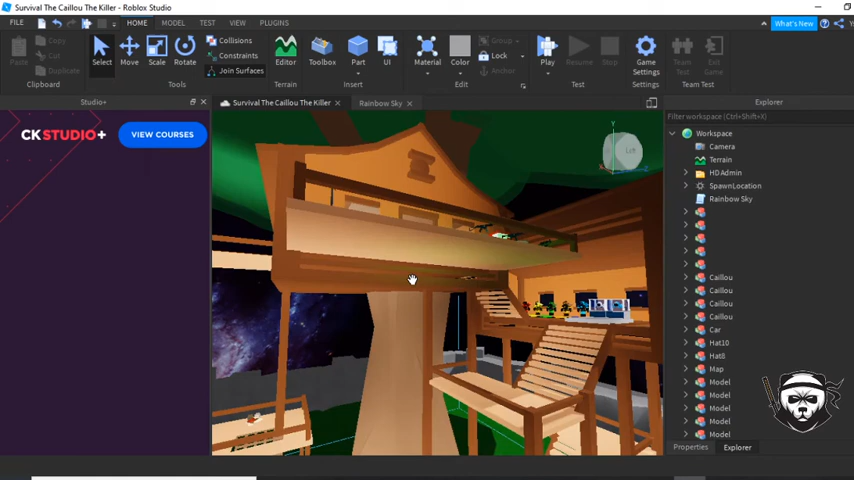 Survival The Caillou The Killer - Roblox Studio
FILE HOME MODEL TEST VIEW PLUGINS What's New
Paste Copy Cut Duplicate Select Move Scale Rotate Collisions Constraints Join Surfaces Editor Toolbox Part UI Material Color Group Lock Anchor Play Resume Stop Game Settings Team Test Exit Game
Clipboard Tools Terrain Insert Edit Test Settings Team Test
Studio+ Survival The Caillou The Killer Rainbow Sky Explorer
Filter workspace (Ctrl+Shift+X)
CKSTUDIO+ VIEW COURSES
Left
Y
Workspace
Camera
Terrain
HDAdmin
SpawnLocation
Rainbow Sky
Caillou
Caillou
Caillou
Caillou
Car
Hat10
Hat8
Map
Model
Model
Model
Model
Model
Properties Explorer